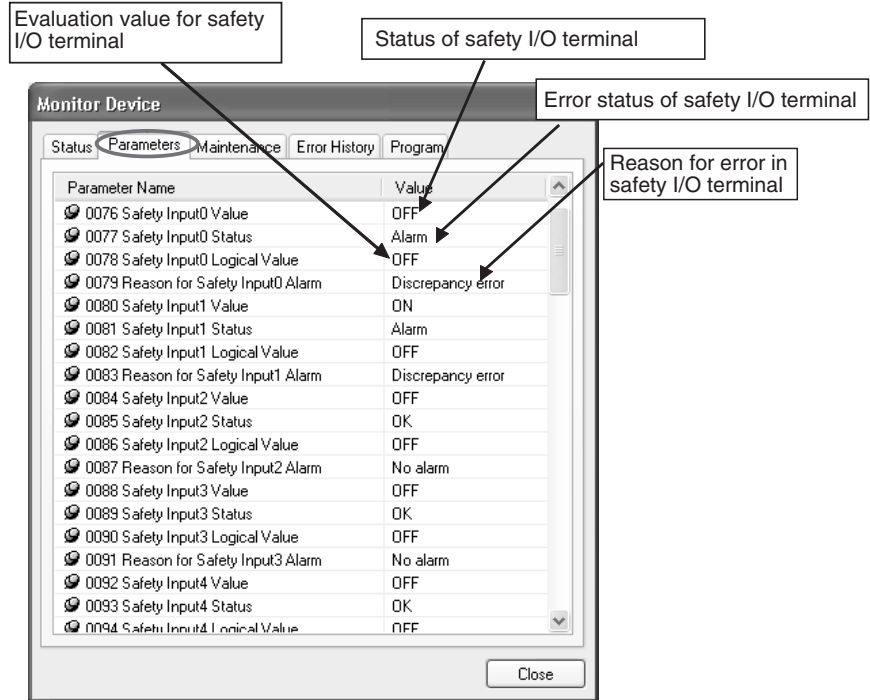 Evaluation value for safety
I/O terminal
Status of safety I/O terminal
Error status of safety I/O terminal
Reason for error in
safety I/O terminal
Monitor Device
Status Parameters Maintenance Error History Program
Parameter Name Value
0076 Safety Input0 Value OFF
0077 Safety Input0 Status Alarm
0078 Safety Input0 Logical Value OFF
0079 Reason for Safety Input0 Alarm Discrepancy error
0080 Safety Input1 Value ON
0081 Safety Input1 Status Alarm
0082 Safety Input1 Logical Value OFF
0083 Reason for Safety Input1 Alarm Discrepancy error
0084 Safety Input2 Value OFF
0085 Safety Input2 Status OK
0086 Safety Input2 Logical Value OFF
0087 Reason for Safety Input2 Alarm No alarm
0088 Safety Input3 Value OFF
0089 Safety Input3 Status OK
0090 Safety Input3 Logical Value OFF
0091 Reason for Safety Input3 Alarm No alarm
0092 Safety Input4 Value OFF
0093 Safety Input4 Status OK
0094 Safety Input4 Logical Value OFF
Close